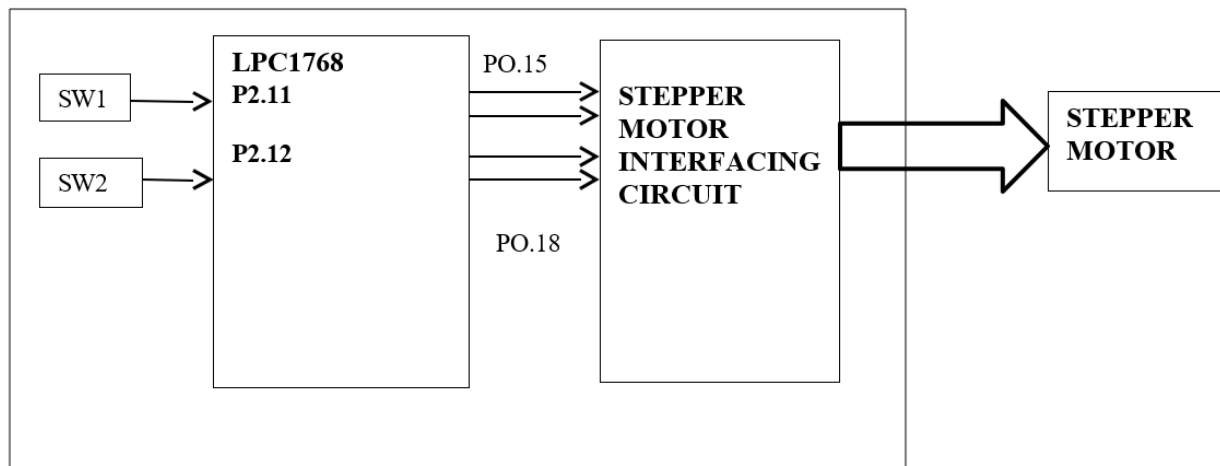 LPC1768
PO.15
SW1
P2.11
STEPPER
MOTOR
INTERFACING
CIRCUIT
STEPPER
MOTOR
P2.12
SW2
PO.18